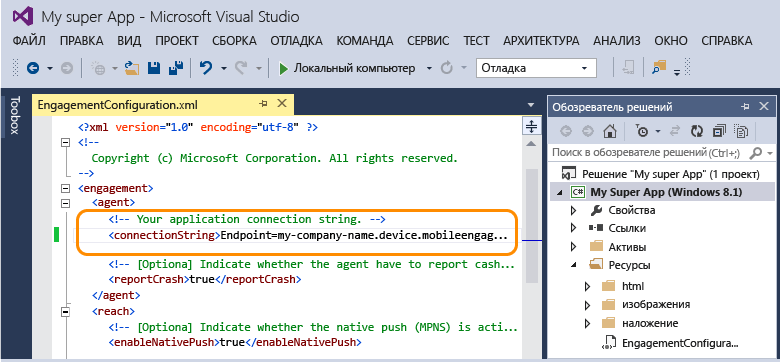 My super App - Microsoft Visual Studio
ФАЙЛ ПРАВКА ВИД ПРОЕКТ СБОРКА ОТЛАДКА КОМАНДА СЕРВИС ТЕСТ АРХИТЕКТУРА АНАЛИЗ ОКНО СПРАВКА
Локальный компьютер Отладка
Toolbox
EngagementConfiguration.xml
<?xml version="1.0" encoding="utf-8" ?>
<!--
Copyright (c) Microsoft Corporation. All rights reserved.
-->
<engagement>
<agent>
<!-- Your application connection string. -->
<connectionString>Endpoint=my-company-name.device.mobileengag...
<!-- [Optiona] Indicate whether the agent have to report cash...
<reportCrash>true</reportCrash>
</agent>
<reach>
<!-- [Optiona] Indicate whether the native push (MPNS) is acti...
<enableNativePush>true</enableNativePush>
Обозреватель решений
Поиск в обозревателе решений(Ctrl+;)
Решение "My super App" (1 проект)
C# My Super App (Windows 8.1)
Свойства
Ссылки
Активы
Ресурсы
html
изображения
наложение
EngagementConfigura...